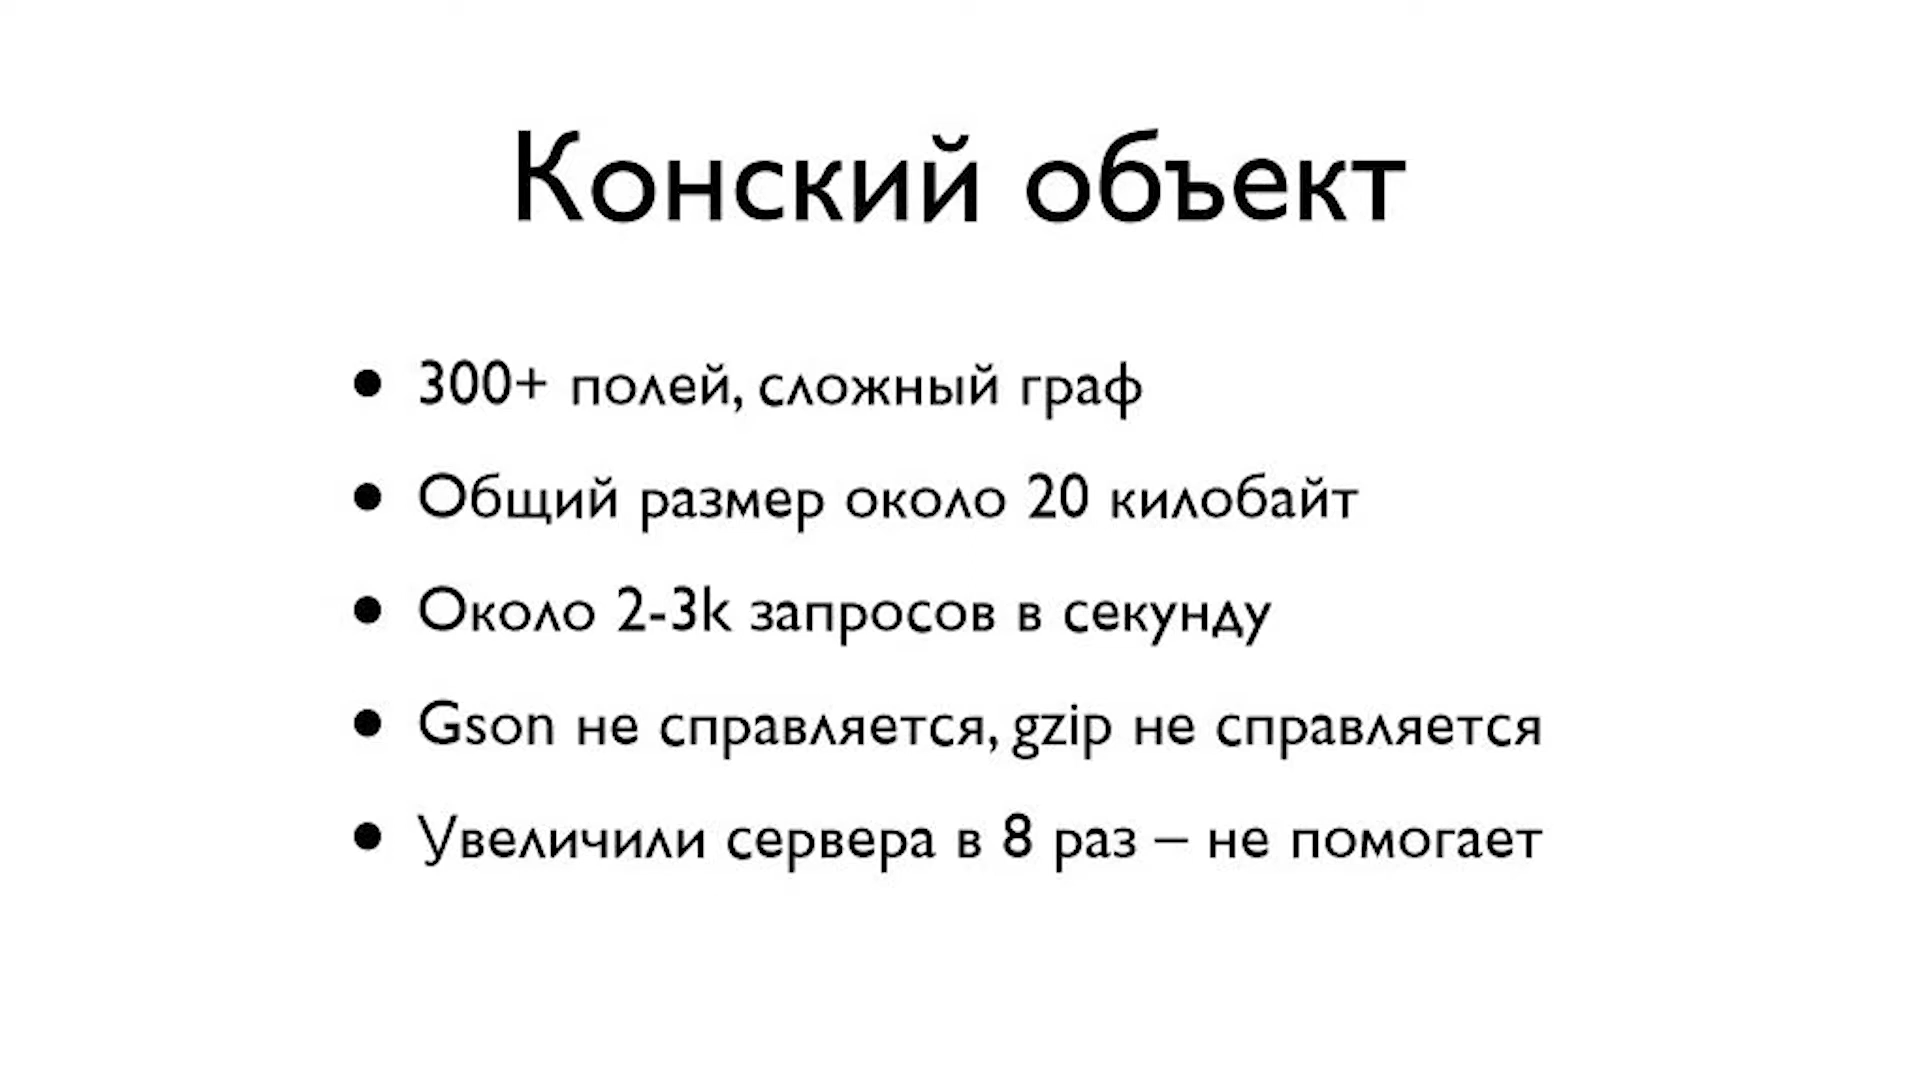 Конский объект
• 300+ полей, сложный граф
• Общий размер около 20 килобайт
• Около 2-3k запросов в секунду
• Gson не справляется, gzip не справляется
• Увеличили сервера в 8 раз – не помогает